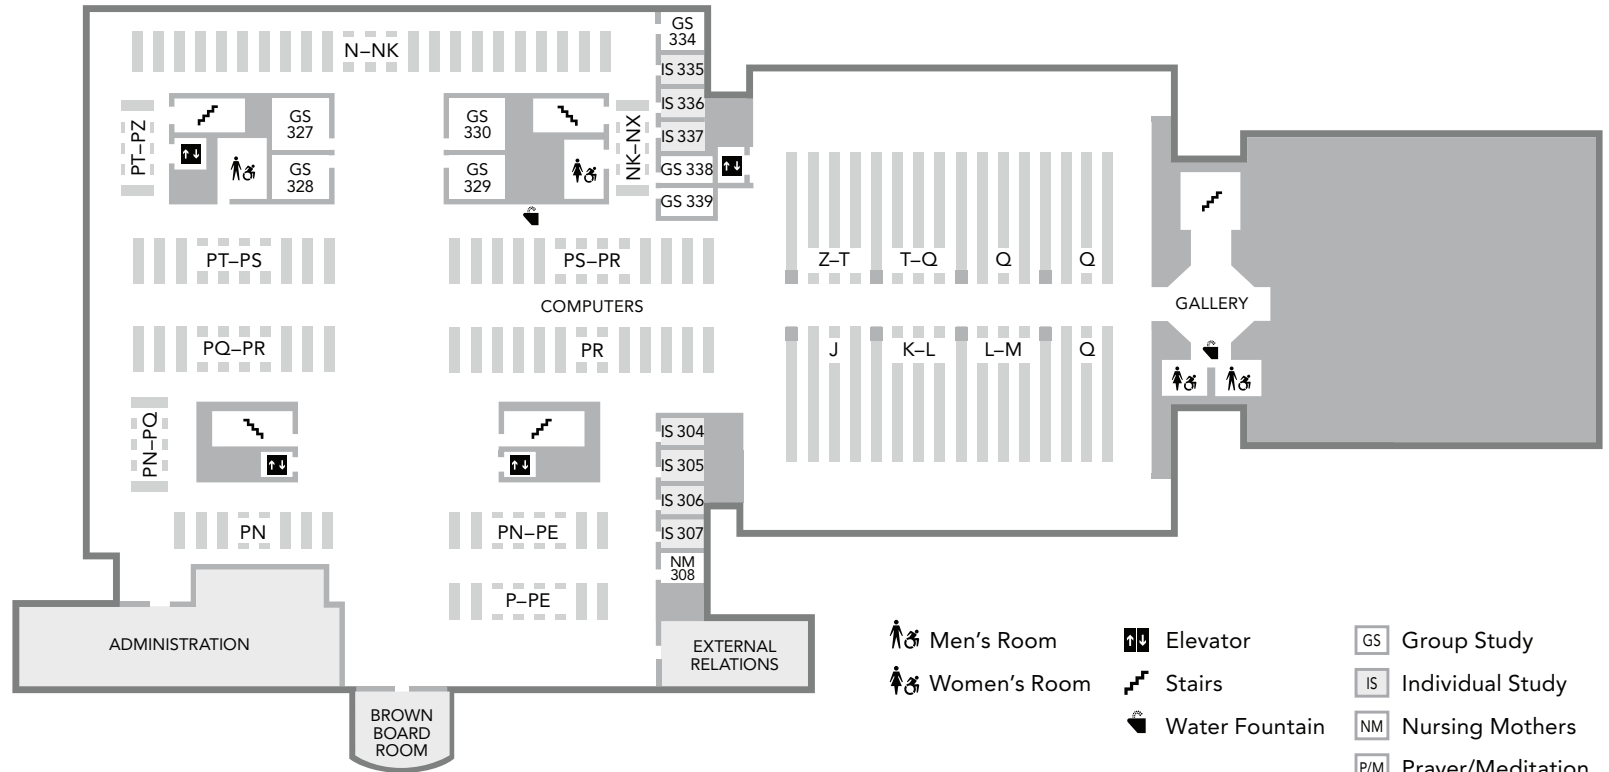 GS
334
N–NK
IS 335
IS 336
GS
327
GS
330
PT–PZ
NK–NX
IS 337
GS 338
GS
328
GS
329
GS 339
PT–PS
PS–PR
Z–T
T–Q
Q
Q
COMPUTERS
GALLERY
PQ–PR
PR
J
K–L
L–M
Q
PN–PQ
IS 304
IS 305
IS 306
PN
PN–PE
IS 307
NM
308
P–PE
ADMINISTRATION
EXTERNAL
RELATIONS
BROWN
BOARD
ROOM
Men's Room
Women's Room
Elevator
Stairs
Water Fountain
GS Group Study
IS Individual Study
NM Nursing Mothers
P/M Prayer/Meditation